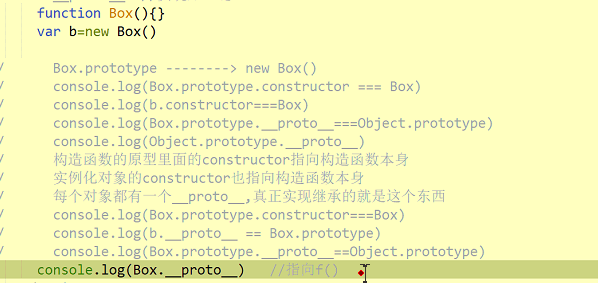 function Box(){}
var b=new Box()
/ Box.prototype --------> new Box()
/ console.log(Box.prototype.constructor === Box)
/ console.log(b.constructor===Box)
/ console.log(Box.prototype.__proto__===Object.prototype)
/ console.log(Object.prototype.__proto__)
/ 构造函数的原型里面的constructor指向构造函数本身
/ 实例化对象的constructor也指向构造函数本身
/ 每个对象都有一个__proto__,真正实现继承的就是这个东西
/ console.log(Box.prototype.constructor===Box)
/ console.log(b.__proto__ == Box.prototype)
/ console.log(Box.prototype.__proto__==Object.prototype)
console.log(Box.__proto__) //指向f()